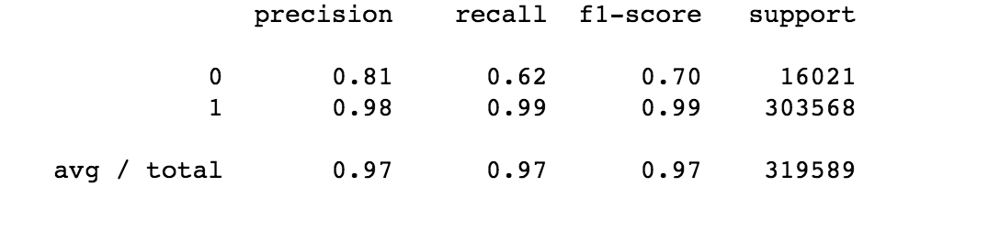 precision recall f1-score support
0 0.81 0.62 0.70 16021
1 0.98 0.99 0.99 303568
avg / total 0.97 0.97 0.97 319589